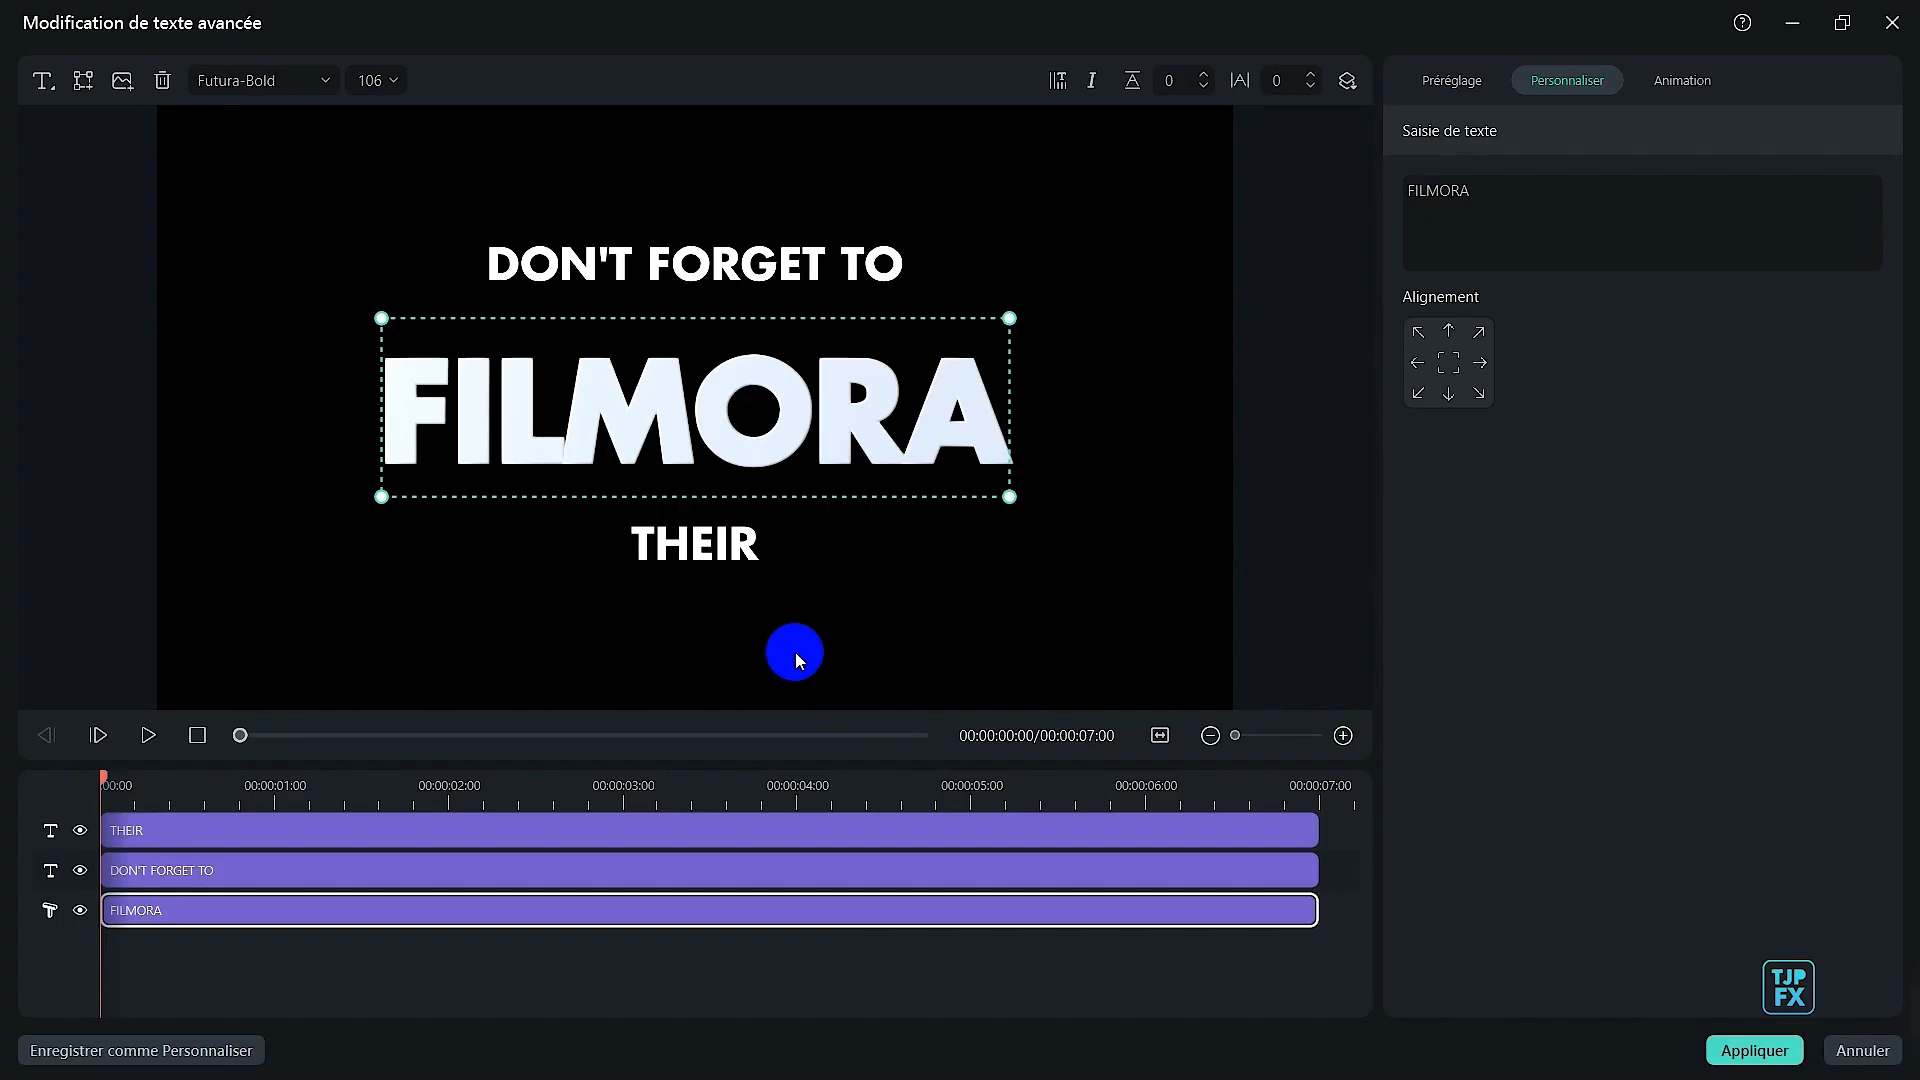 Modification de texte avancée
Futura-Bold
106
0
0
Préréglage
Personnaliser
Animation
Saisie de texte
FILMORA
Alignement
DON'T FORGET TO
FILMORA
THEIR
00:00:00:00/00:00:07:00
:00:00
00:00:01:00
00:00:02:00
00:00:03:00
00:00:04:00
00:00:05:00
00:00:06:00
00:00:07:00
THEIR
DON'T FORGET TO
FILMORA
TJP
FX
Enregistrer comme Personnaliser
Appliquer
Annuler